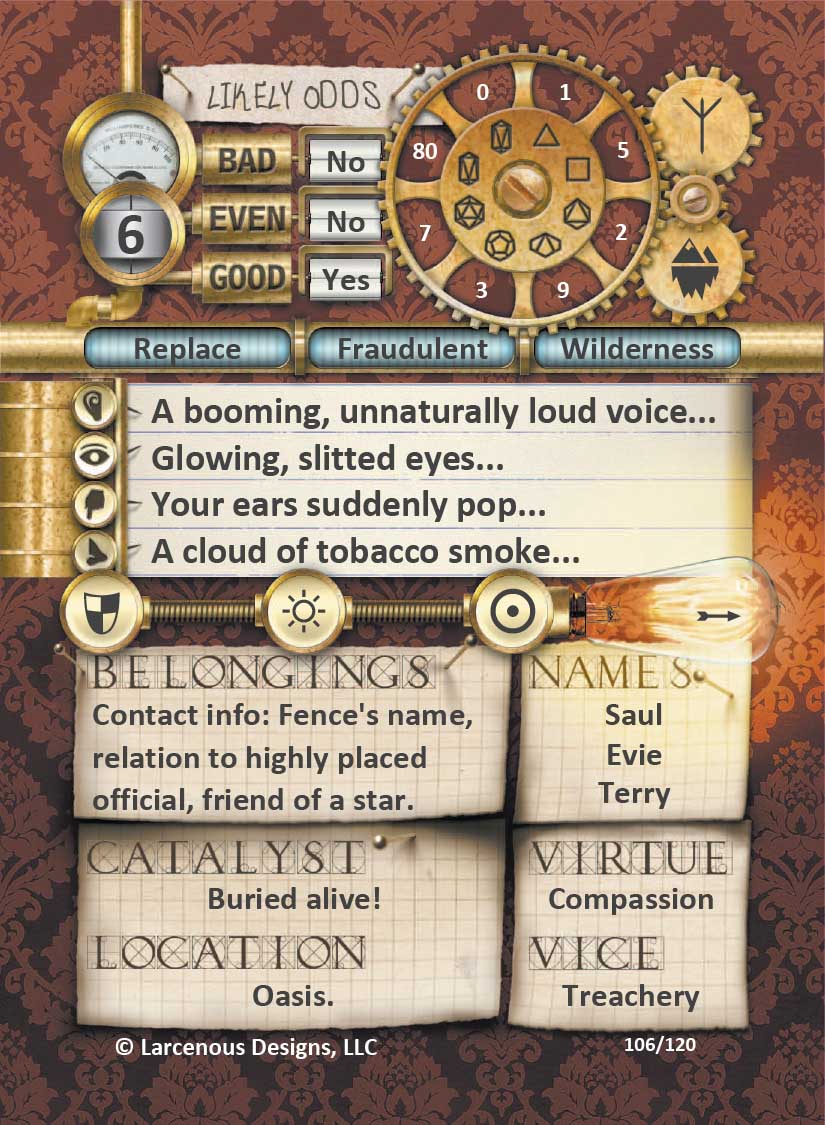 LIKELY ODDS
BAD No
6 EVEN No
GOOD Yes
0 1
80 5
7 2
3 9
Replace Fraudulent Wilderness
A booming, unnaturally loud voice...
Glowing, slitted eyes...
Your ears suddenly pop...
A cloud of tobacco smoke...
BELONGINGS
Contact info: Fence's name,
relation to highly placed
official, friend of a star.
NAMES
Saul
Evie
Terry
CATALYST
Buried alive!
LOCATION
Oasis.
VIRTUE
Compassion
VICE
Treachery
© Larcenous Designs, LLC
106/120